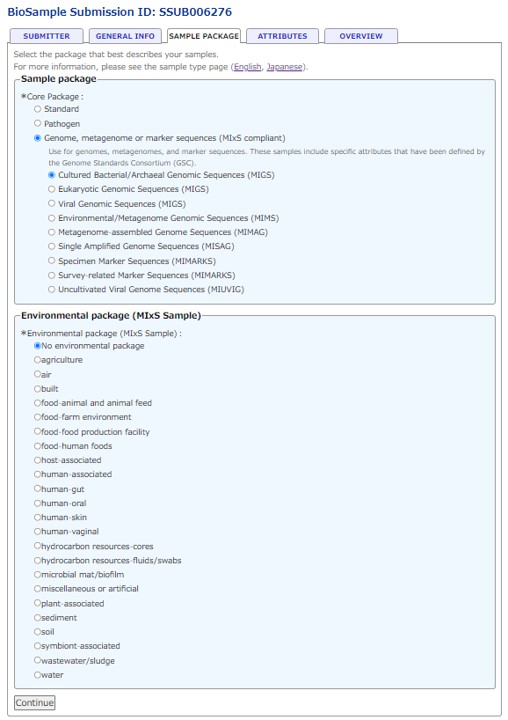 BioSample Submission ID: SSUB006276
SUBMITTER GENERAL INFO SAMPLE PACKAGE ATTRIBUTES OVERVIEW
Select the package that best describes your samples.
For more information, please see the sample type page (English, Japanese).
Sample package
*Core Package :
Standard
Pathogen
Genome, metagenome or marker sequences (MIxS compliant)
Use for genomes, metagenomes, and marker sequences. These samples include specific attributes that have been defined by
the Genome Standards Consortium (GSC).
Cultured Bacterial/Archaeal Genomic Sequences (MIGS)
Eukaryotic Genomic Sequences (MIGS)
Viral Genomic Sequences (MIGS)
Environmental/Metagenome Genomic Sequences (MIMS)
Metagenome-assembled Genome Sequences (MIMAG)
Single Amplified Genome Sequences (MISAG)
Specimen Marker Sequences (MIMARKS)
Survey-related Marker Sequences (MIMARKS)
Uncultivated Viral Genome Sequences (MIUVIG)
Environmental package (MIxS Sample)
*Environmental package (MIxS Sample) :
No environmental package
agriculture
air
built
food-animal and animal feed
food-farm environment
food-food production facility
food-human foods
host-associated
human-associated
human-gut
human-oral
human-skin
human-vaginal
hydrocarbon resources-cores
hydrocarbon resources-fluids/swabs
microbial mat/biofilm
miscellaneous or artificial
plant-associated
sediment
soil
symbiont-associated
wastewater/sludge
water
Continue